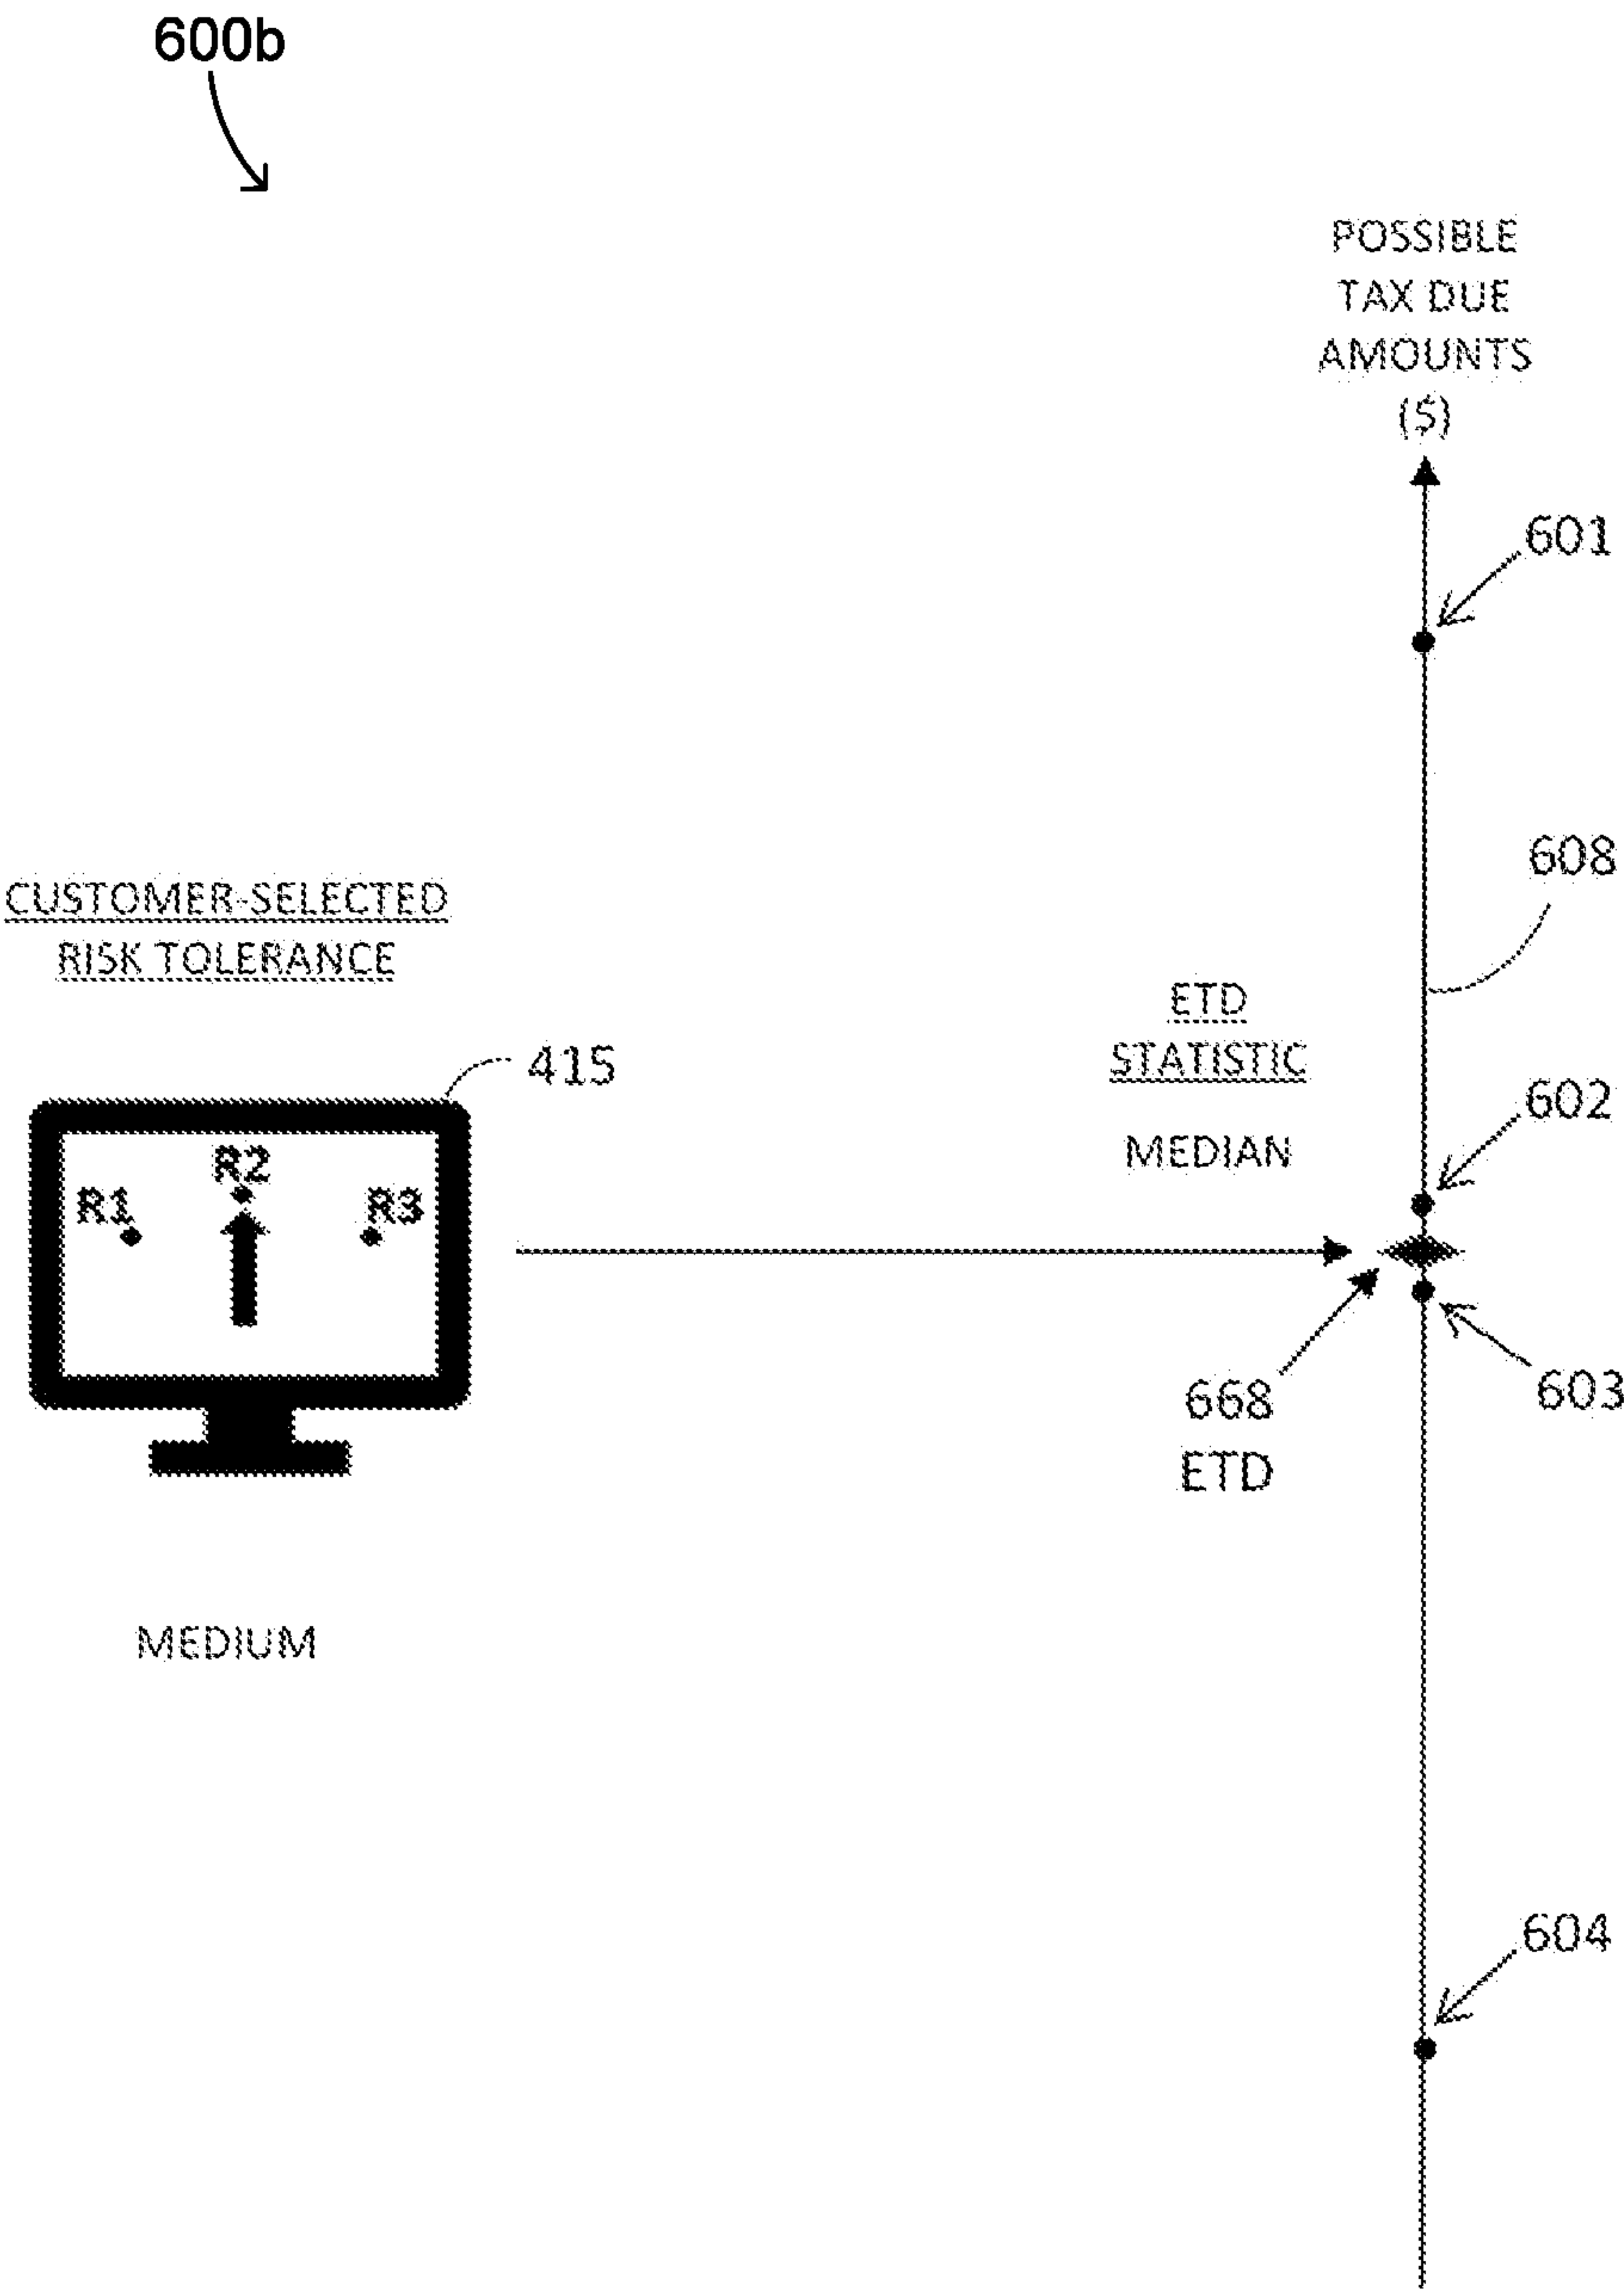 600b
POSSIBLE
TAX DUE
AMOUNTS
($)
601
608
CUSTOMER-SELECTED
RISK TOLERANCE
ETD
STATISTIC
415
602
MEDIAN
R2
R1
R3
668
ETD
603
MEDIUM
604